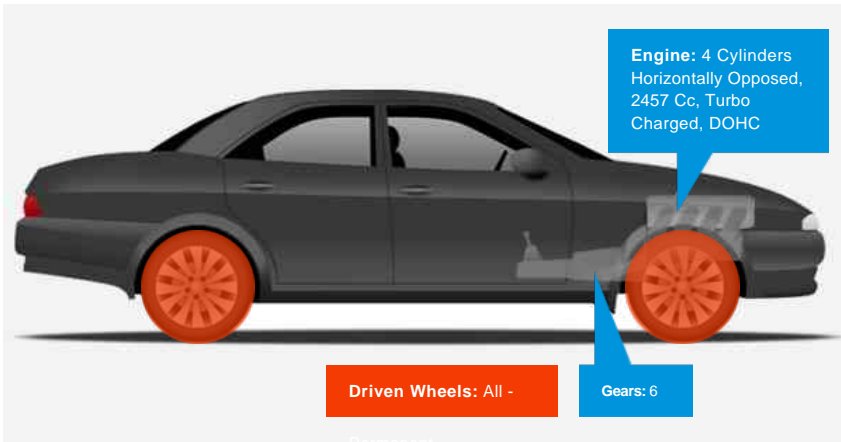 Engine: 4 Cylinders
Horizontally Opposed,
2457 Cc, Turbo
Charged, DOHC
Driven Wheels: All -
Gears: 6